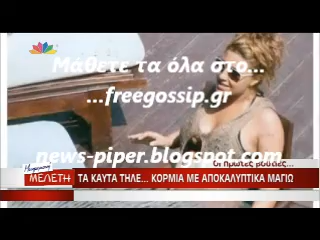 Μάθετε τα όλα στο...
...freegossip.gr
news-piper.blogspot.com
Οι πρώτες βουτιές...
Μεσημεριανή
ΜΕΛΕΤΗ
ΤΑ ΚΑΥΤΑ ΤΗΛΕ... ΚΟΡΜΙΑ ΜΕ ΑΠΟΚΑΛΥΠΤΙΚΑ ΜΑΓΙΩ